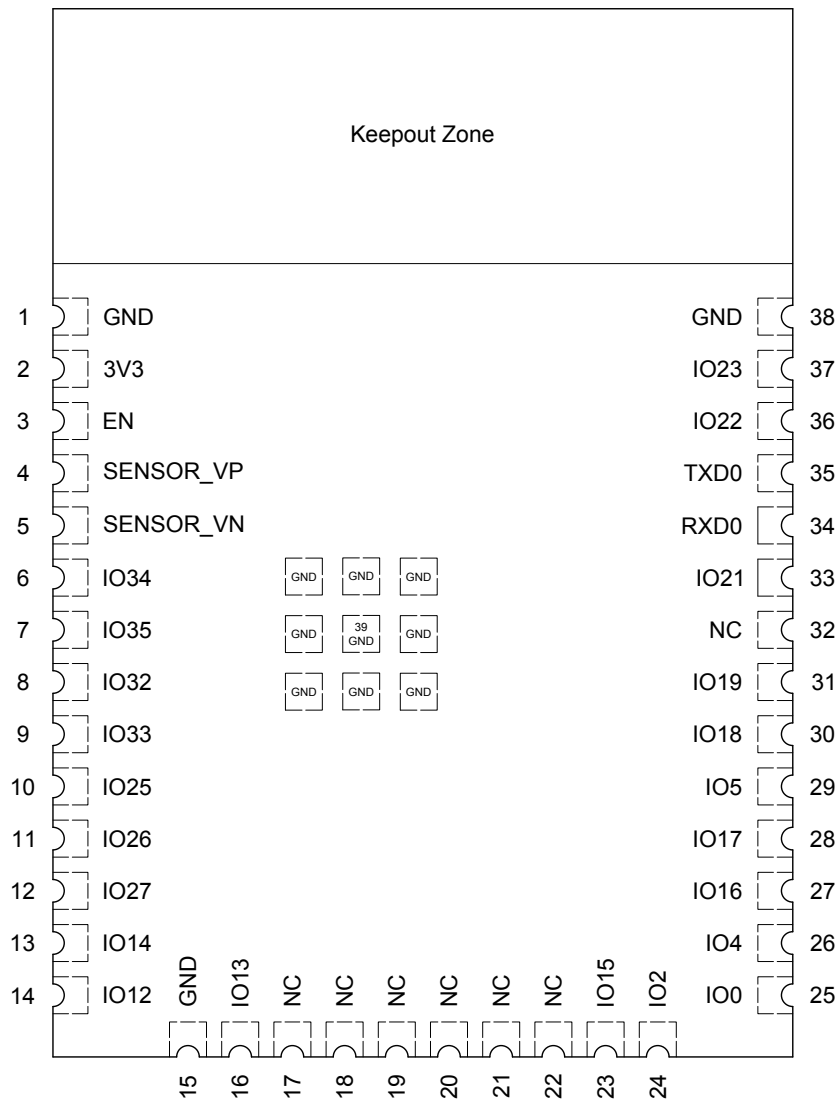 Keepout Zone
1 GND GND 38
2 3V3 IO23 37
3 EN IO22 36
4 SENSOR_VP TXD0 35
5 SENSOR_VN RXD0 34
6 IO34 GND GND GND IO21 33
7 IO35 GND 39 GND GND NC 32
8 IO32 GND GND GND IO19 31
9 IO33 IO18 30
10 IO25 IO5 29
11 IO26 IO17 28
12 IO27 IO16 27
13 IO14 IO4 26
14 IO12 GND IO13 NC NC NC NC NC NC IO15 IO2 IO0 25
15 16 17 18 19 20 21 22 23 24